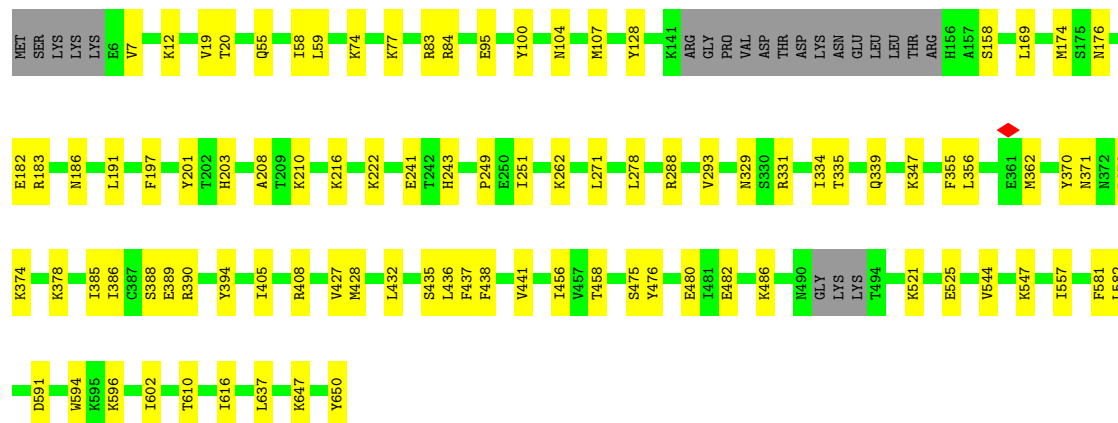 MET SER LYS LYS LYS E6 V7 K12 V19 T20 Q55 I58 L59 K74 K77 R83 R84 E95 Y100 N104 M107 Y128 K141 ARG GLY PRO VAL ASP THR ASP LYS ASN GLU LEU LEU THR ARG H156 A157 S158 L169 M174 S175 N176
E182 R183 N186 L191 F197 Y201 T202 H203 A208 T209 K210 K216 K222 E241 T242 H243 P249 E250 I251 K262 L271 L278 R288 V293 N329 S330 R331 I334 T335 Q339 K347 F355 L356 E361 M362 Y370 N371 N372
K374 K378 I385 I386 C387 S388 E389 R390 Y394 I405 R408 V427 M428 L432 S435 L436 F437 F438 V441 I456 V457 T458 S475 Y476 E480 I481 E482 K486 N490 GLY LYS LYS T494 K521 E525 V544 K547 I557 F581
D591 W594 K595 K596 I602 T610 I616 L637 K647 Y650